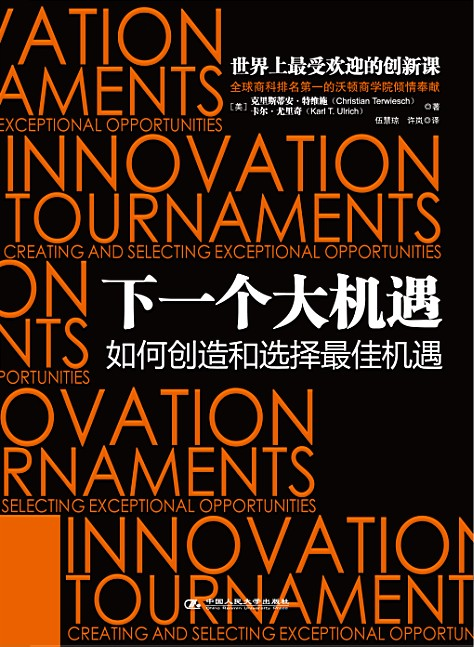 VATION
NAMENTS
EXCEPTIONAL OPPORTUNITIES
世界上最受欢迎的创新课
全球商科排名第一的沃顿商学院倾情奉献
[美] 克里斯蒂安·特维施（Christian Terwiesch）
卡尔·尤里奇（Karl T. Ulrich） ◎著
伍慧琼 许岚◎译
INNOVATION
TOURNAMENTS
CREATING AND SELECTING EXCEPTIONAL OPPORTUNITIES
ON
NTS
PORTUNITIES
下一个大机遇
如何创造和选择最佳机遇
OVATION
RNAMENTS
SELECTING EXCEPTIONAL OPPORTUNITIES
INNOVATION
TOURNAMENT
CREATING AND SELECTING EXCEPTIONAL OPPORTUNITIES
中国人民大学出版社
China Renmin University Press